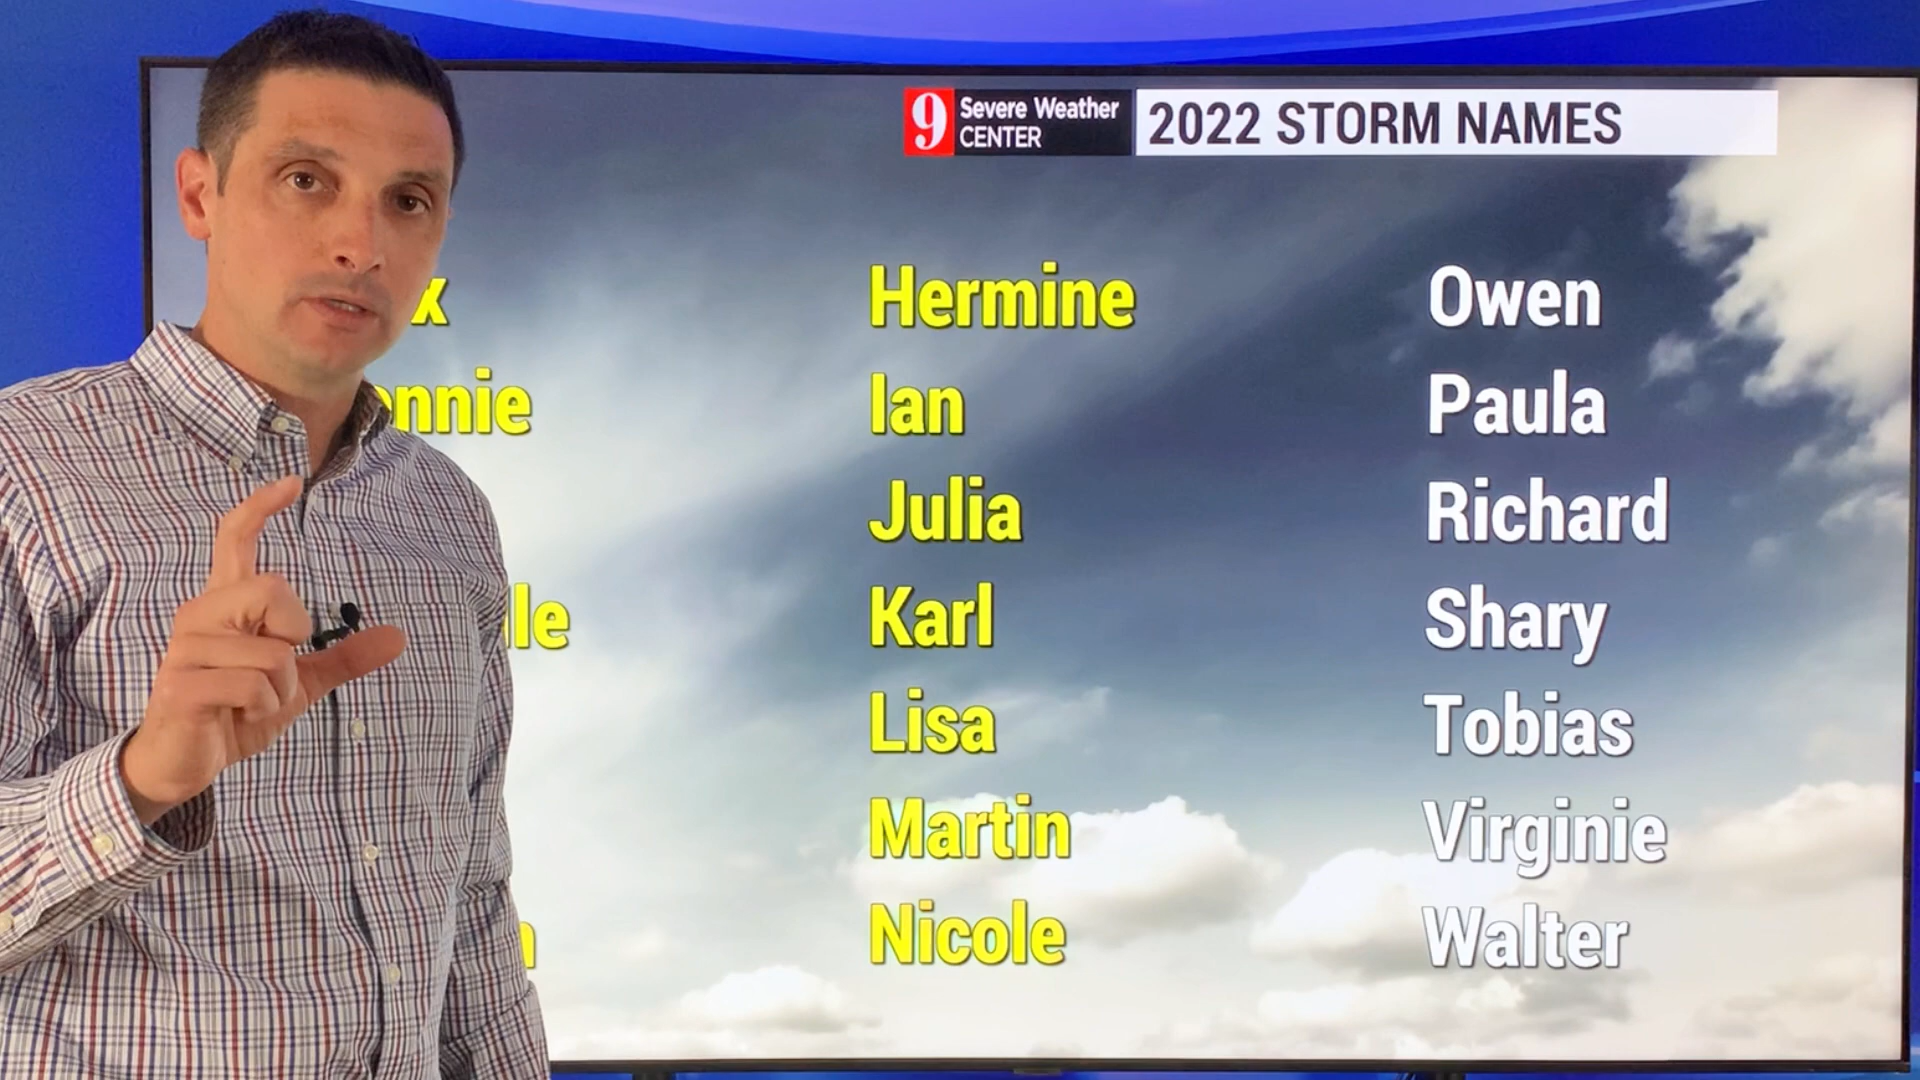 9 Severe Weather CENTER
2022 STORM NAMES
Hermine
Ian
Julia
Karl
Lisa
Martin
Nicole
Owen
Paula
Richard
Shary
Tobias
Virginie
Walter